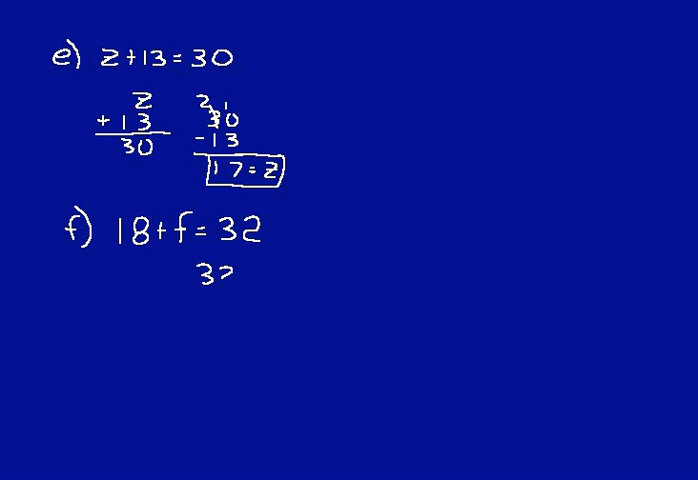 e) z + 13 = 30
z
+ 13
30
2 1
30
- 13
17 = z
f) 18 + f = 32
32